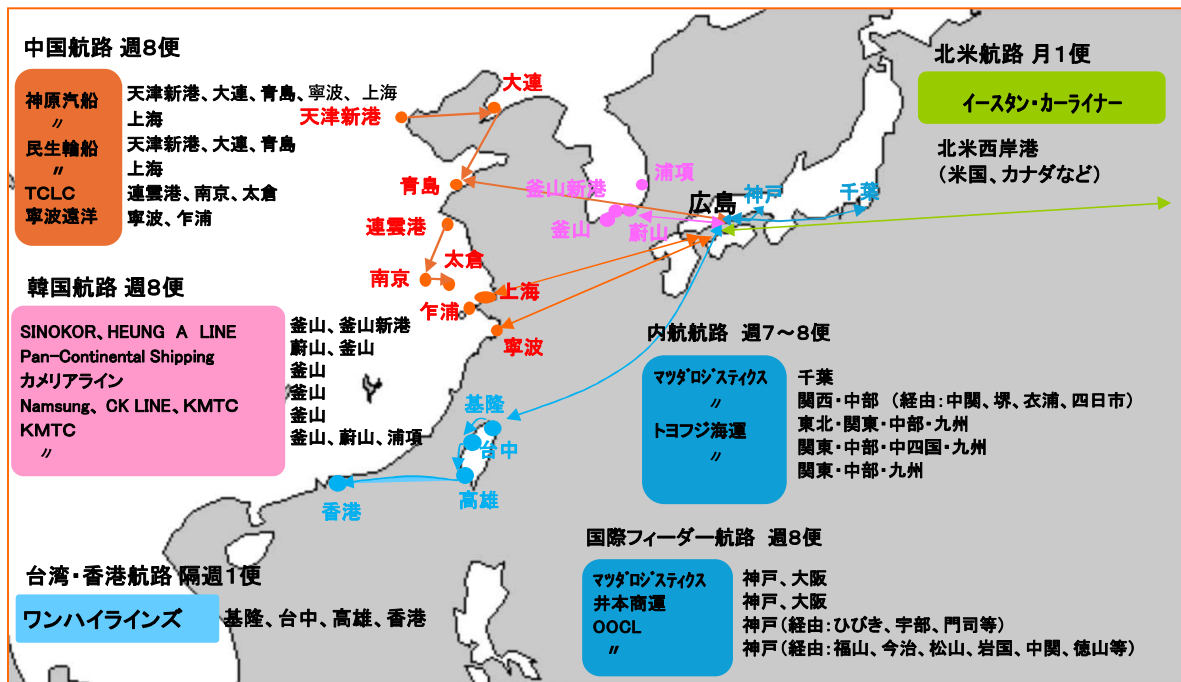 中国航路 週8便
神原汽船 天津新港、大連、青島、寧波、上海
〃 上海
民生輪船 天津新港、大連、青島
〃 上海
TCLC 連雲港、南京、太倉
寧波遠洋 寧波、乍浦
韓国航路 週8便
SINOKOR、HEUNG A LINE 釜山、釜山新港
Pan-Continental Shipping 蔚山、釜山
カメリアライン 釜山
Namsung、CK LINE、KMTC 釜山
KMTC 釜山
〃 釜山、蔚山、浦項
台湾・香港航路 隔週1便
ワンハイラインズ 基隆、台中、高雄、香港
大連
天津新港
青島
連雲港
太倉
南京
上海
乍浦
寧波
浦項
釜山新港
釜山
蔚山
広島
神戸
千葉
基隆
台中
高雄
香港
北米航路 月1便
イースタン・カーライナー
北米西岸港
(米国、カナダなど)
内航航路 週7~8便
マツダロジスティクス 千葉
〃 関西・中部 (経由:中関、堺、衣浦、四日市)
トヨフジ海運 東北・関東・中部・九州
〃 関東・中部・中四国・九州
関東・中部・九州
国際フィーダー航路 週8便
マツダロジスティクス 神戸、大阪
井本商運 神戸、大阪
OOCL 神戸(経由:ひびき、宇部、門司等)
〃 神戸(経由:福山、今治、松山、岩国、中関、徳山等)